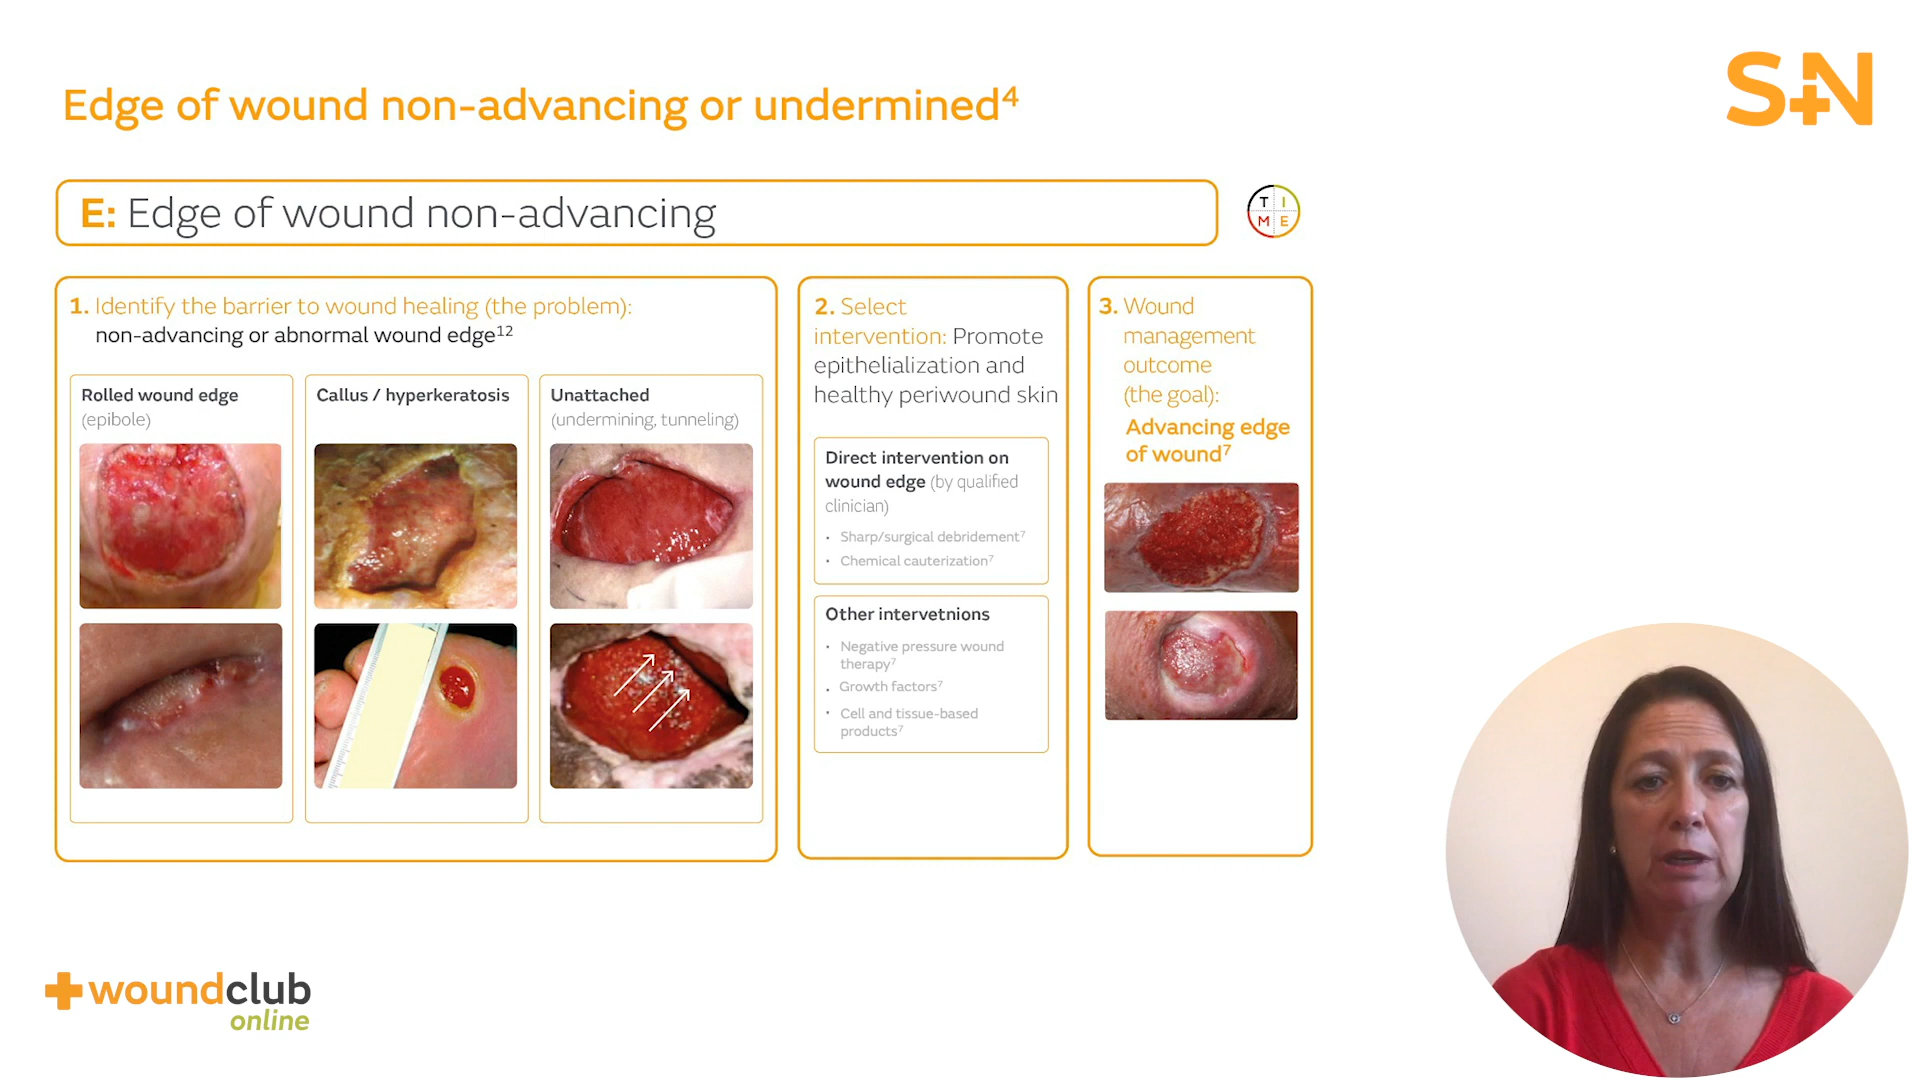 Edge of wound non-advancing or undermined⁴
S+N
E: Edge of wound non-advancing
T I
M E
1. Identify the barrier to wound healing (the problem):
non-advancing or abnormal wound edge¹²
Rolled wound edge
(epibole)
Callus / hyperkeratosis
Unattached
(undermining, tunneling)
2. Select
intervention: Promote
epithelialization and
healthy periwound skin
Direct intervention on
wound edge (by qualified
clinician)
• Sharp/surgical debridement⁷
• Chemical cauterization⁷
Other intervetnions
• Negative pressure wound
therapy⁷
• Growth factors⁷
• Cell and tissue-based
products⁷
3. Wound
management
outcome
(the goal):
Advancing edge
of wound⁷
woundclub
online